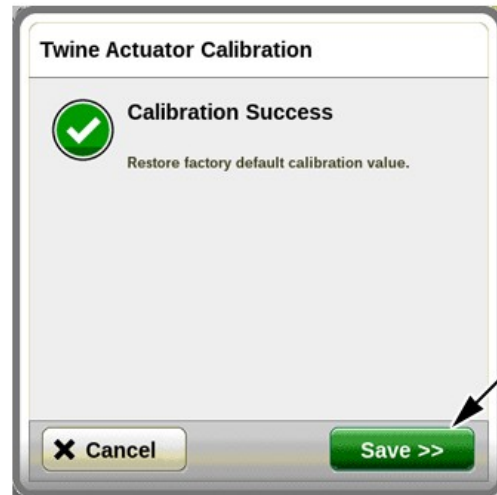 Twine Actuator Calibration
Calibration Success
Restore factory default calibration value.
Cancel
Save >>